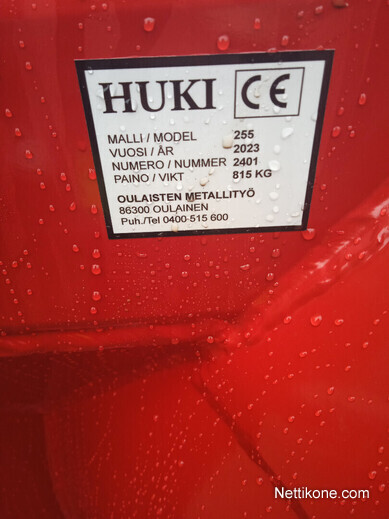 HUKI CE
MALLI / MODEL 255
VUOSI / ÅR 2023
NUMERO / NUMMER 2401
PAINO / VIKT 815 KG
OULAISTEN METALLITYÖ
86300 OULAINEN
Puh./Tel 0400-515 600
Nettikone.com